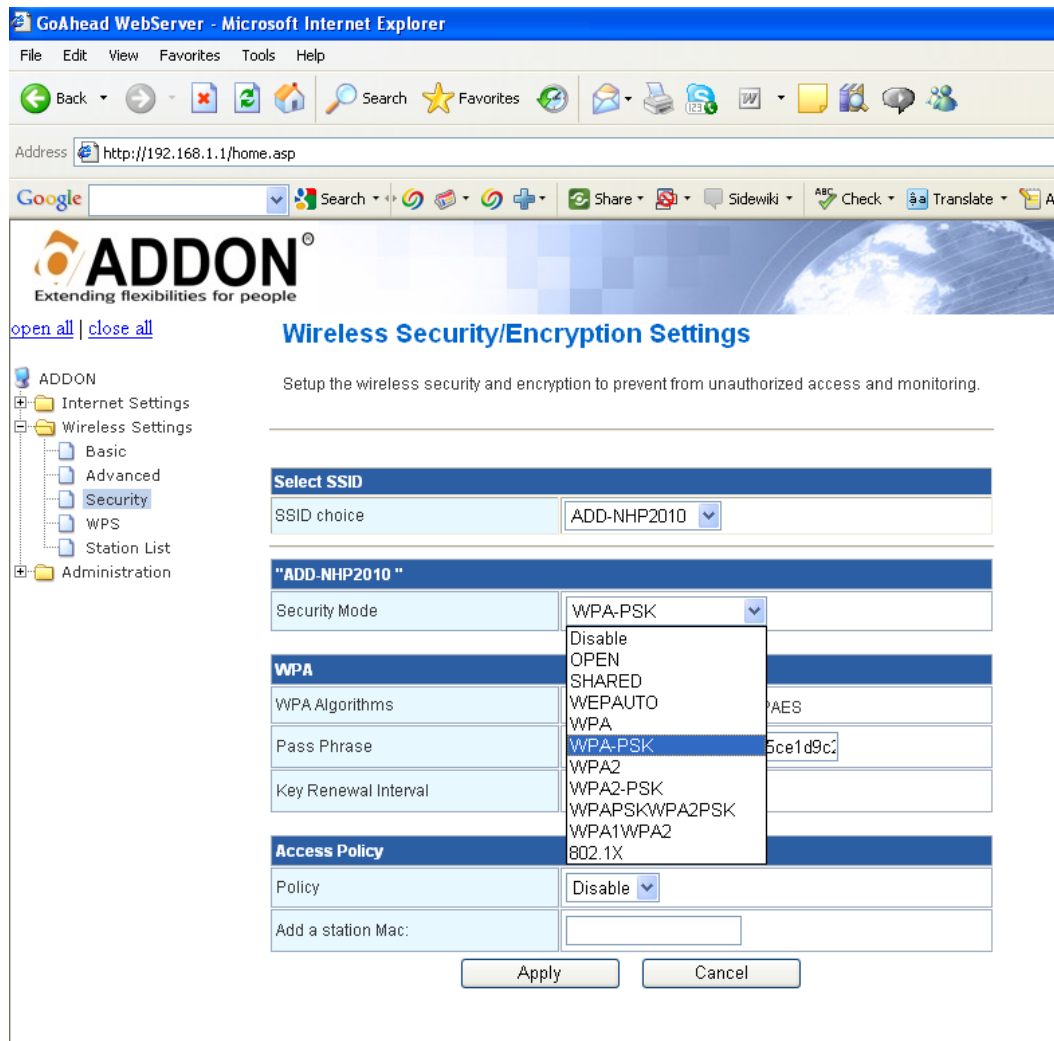 GoAhead WebServer - Microsoft Internet Explorer
File Edit View Favorites Tools Help
Back Search Favorites
Address http://192.168.1.1/home.asp
Google Search Share Sidewiki Check Translate
ADDON®
Extending flexibilities for people
open all | close all
Wireless Security/Encryption Settings
ADDON
Setup the wireless security and encryption to prevent from unauthorized access and monitoring.
Internet Settings
Wireless Settings
Basic
Advanced
Security
WPS
Station List
Administration
Select SSID
SSID choice ADD-NHP2010
"ADD-NHP2010 "
Security Mode WPA-PSK
Disable
OPEN
SHARED
WEPAUTO
WPA
WPA-PSK
WPA2
WPA2-PSK
WPAPSKWPA2PSK
WPA1WPA2
802.1X
WPA
WPA Algorithms
Pass Phrase
Key Renewal Interval
Access Policy
Policy Disable
Add a station Mac:
Apply Cancel